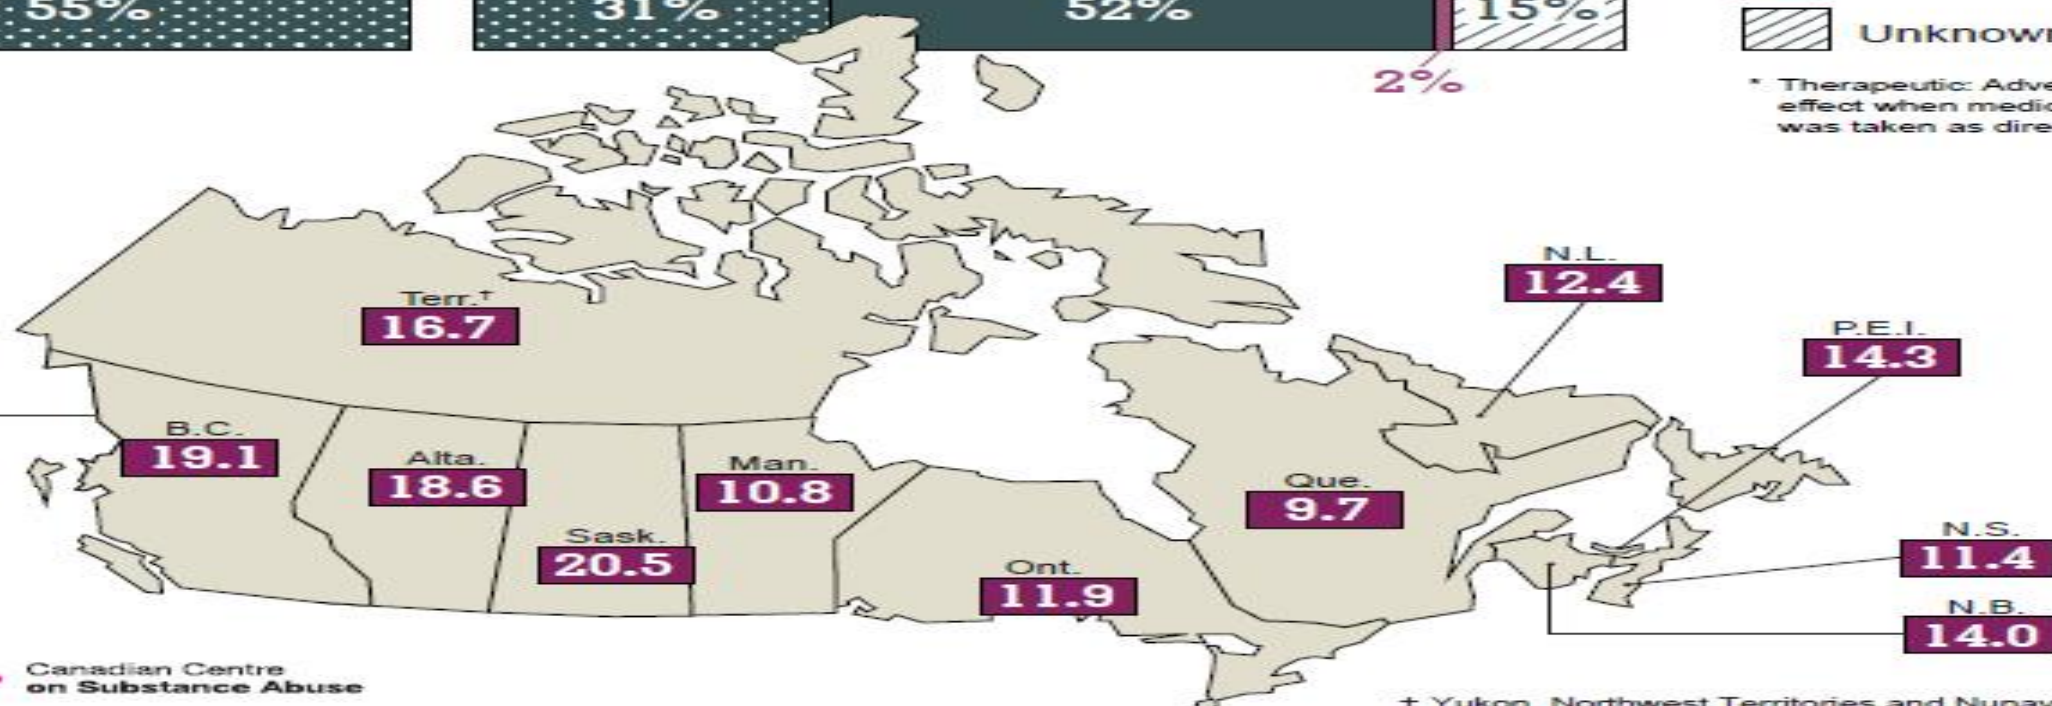 55%
31%
52%
15%
2%
Unknown
* Therapeutic: Adve
effect when medic
was taken as dire
N.L.
12.4
Terr.†
16.7
P.E.I.
14.3
B.C.
19.1
Alta.
18.6
Man.
10.8
Que.
9.7
Sask.
20.5
Ont.
11.9
N.S.
11.4
N.B.
14.0
Canadian Centre
on Substance Abuse
† Yukon, Northwest Territories and Nunav